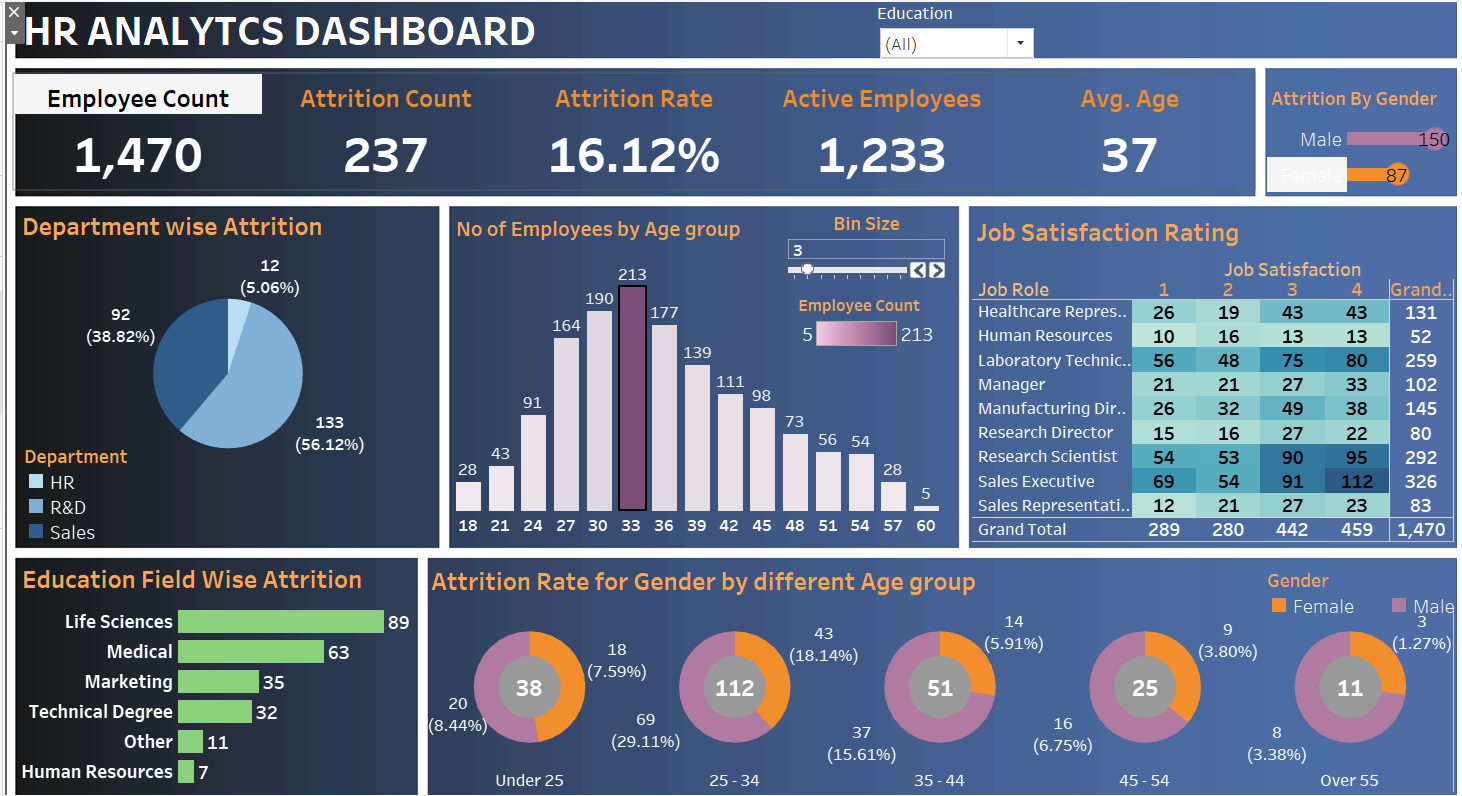 HR ANALYTCS DASHBOARD
Education
(All)
Employee Count
1,470
Attrition Count
237
Attrition Rate
16.12%
Active Employees
1,233
Avg. Age
37
Attrition By Gender
Male 150
Female 87
Department wise Attrition
12
(5.06%)
92
(38.82%)
133
(56.12%)
Department
HR
R&D
Sales
No of Employees by Age group
Bin Size
3
Employee Count
5 213
28 43 91 164 190 213 177 139 111 98 73 56 54 28 5
18 21 24 27 30 33 36 39 42 45 48 51 54 57 60
Job Satisfaction Rating
Job Satisfaction
Job Role 1 2 3 4 Grand..
Healthcare Repres.. 26 19 43 43 131
Human Resources 10 16 13 13 52
Laboratory Technic.. 56 48 75 80 259
Manager 21 21 27 33 102
Manufacturing Dir.. 26 32 49 38 145
Research Director 15 16 27 22 80
Research Scientist 54 53 90 95 292
Sales Executive 69 54 91 112 326
Sales Representati.. 12 21 27 23 83
Grand Total 289 280 442 459 1,470
Education Field Wise Attrition
Life Sciences 89
Medical 63
Marketing 35
Technical Degree 32
Other 11
Human Resources 7
Attrition Rate for Gender by different Age group
Gender
Female Male
38
18
(7.59%)
20
(8.44%)
Under 25
112
43
(18.14%)
69
(29.11%)
25 - 34
51
14
(5.91%)
37
(15.61%)
35 - 44
25
9
(3.80%)
16
(6.75%)
45 - 54
11
3
(1.27%)
8
(3.38%)
Over 55